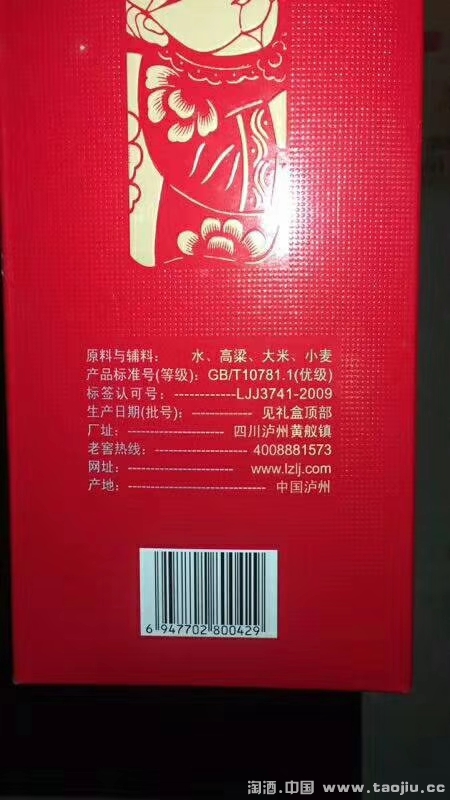 原料与辅料: 水、高粱、大米、小麦
产品标准号(等级): GB/T10781.1(优级)
标签认可号: ------------LJJ3741-2009
生产日期(批号): ------------ 见礼盒顶部
厂址: ------------------- 四川泸州黄舣镇
老窖热线: ------------------ 4008881573
网址: -------------------- www.lzlj.com
产地: --------------------------- 中国泸州
6 947702 800429
淘酒.中国 www.taojiu.cc